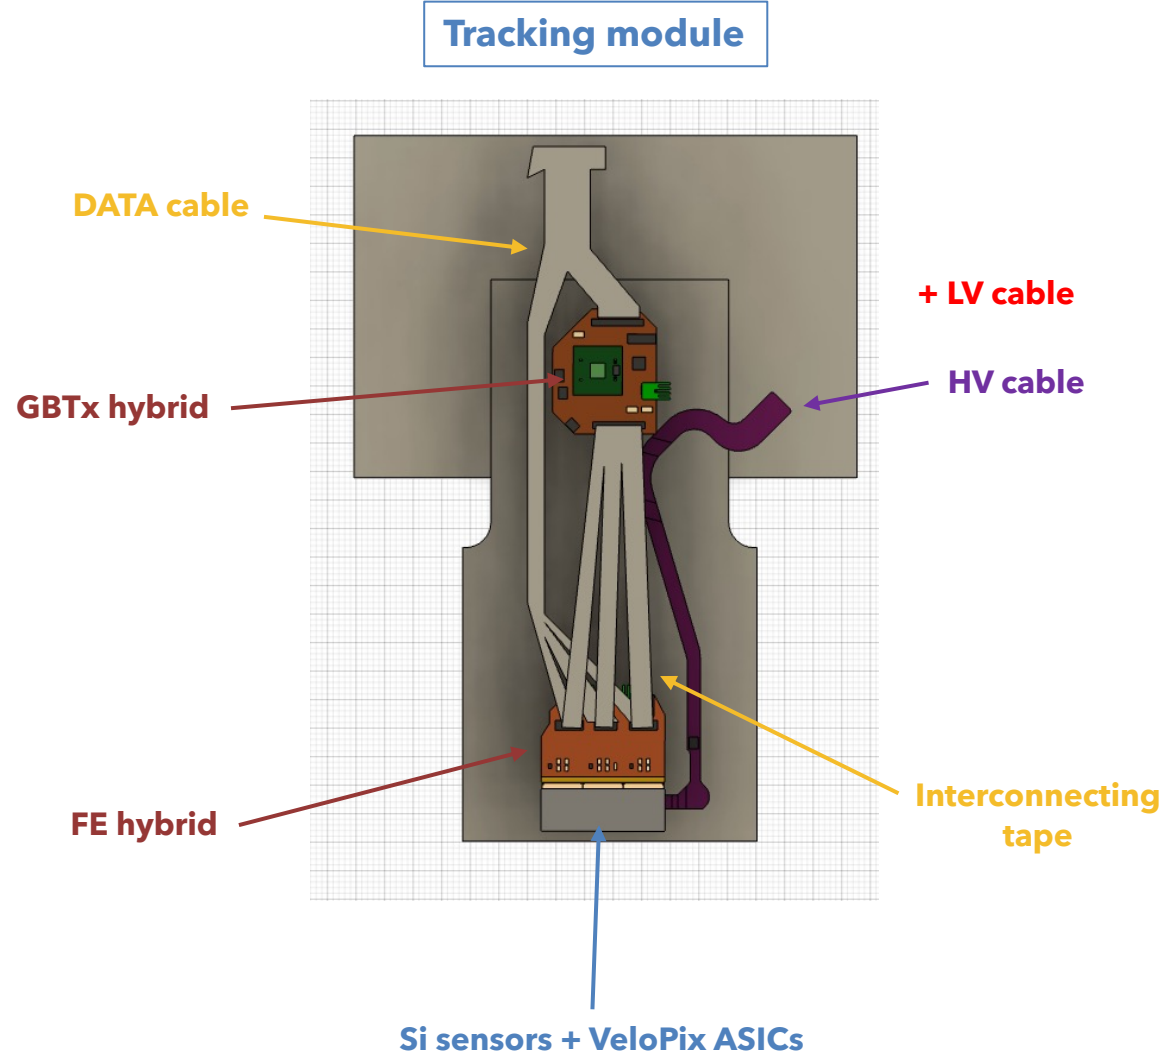 Tracking module
DATA cable
+ LV cable
HV cable
GBTx hybrid
Interconnecting
tape
FE hybrid
Si sensors + VeloPix ASICs